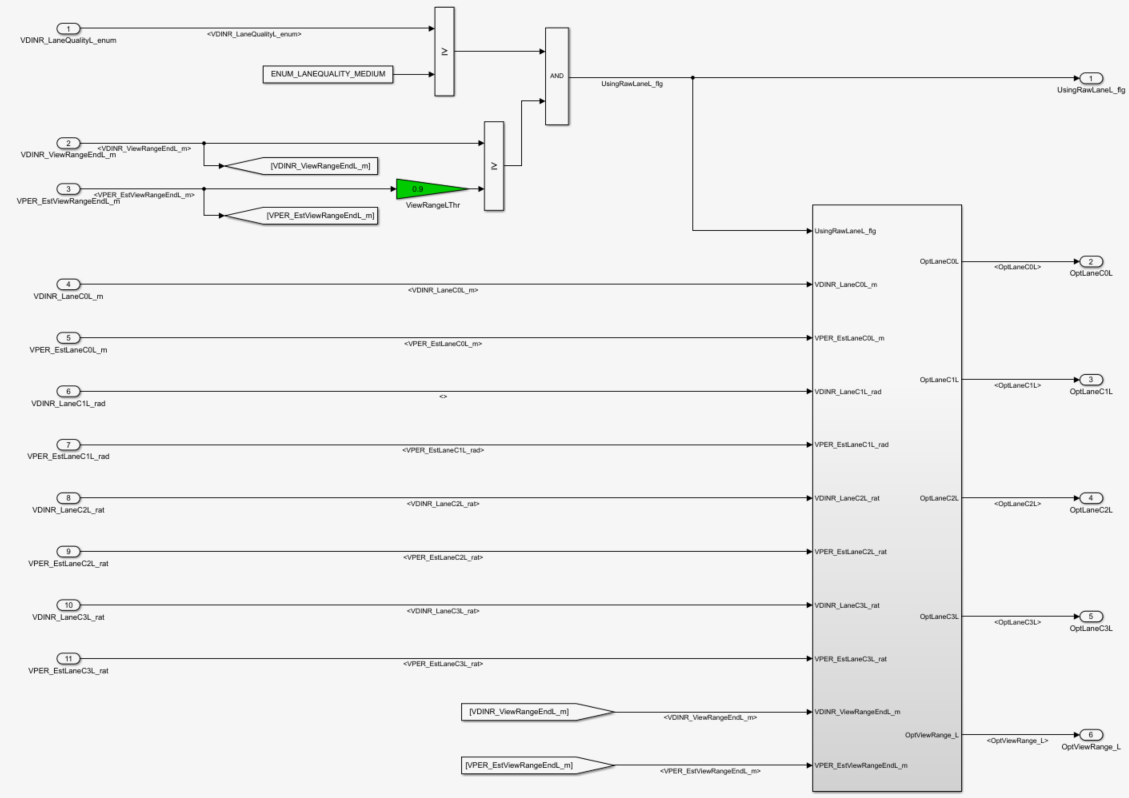 1
<VDINR_LaneQualityL_enum>
VDINR_LaneQualityL_enum
≥
ENUM_LANEQUALITY_MEDIUM
AND
UsingRawLaneL_flg
1
UsingRawLaneL_flg
2
<VDINR_ViewRangeEndL_m>
VDINR_ViewRangeEndL_m
[VDINR_ViewRangeEndL_m]
≥
3
<VPER_EstViewRangeEndL_m>
VPER_EstViewRangeEndL_m
0.9
ViewRangeLThr
[VPER_EstViewRangeEndL_m]
UsingRawLaneL_flg
OptLaneC0L
<OptLaneC0L>
2
OptLaneC0L
4
VDINR_LaneC0L_m
<VDINR_LaneC0L_m>
VDINR_LaneC0L_m
5
VPER_EstLaneC0L_m
<VPER_EstLaneC0L_m>
VPER_EstLaneC0L_m
OptLaneC1L
<OptLaneC1L>
3
OptLaneC1L
6
VDINR_LaneC1L_rad
<>
VDINR_LaneC1L_rad
7
VPER_EstLaneC1L_rad
<VPER_EstLaneC1L_rad>
VPER_EstLaneC1L_rad
8
VDINR_LaneC2L_rat
<VDINR_LaneC2L_rat>
VDINR_LaneC2L_rat
OptLaneC2L
<OptLaneC2L>
4
OptLaneC2L
9
VPER_EstLaneC2L_rat
<VPER_EstLaneC2L_rat>
VPER_EstLaneC2L_rat
10
VDINR_LaneC3L_rat
<VDINR_LaneC3L_rat>
VDINR_LaneC3L_rat
OptLaneC3L
<OptLaneC3L>
5
OptLaneC3L
11
VPER_EstLaneC3L_rat
<VPER_EstLaneC3L_rat>
VPER_EstLaneC3L_rat
[VDINR_ViewRangeEndL_m]
<VDINR_ViewRangeEndL_m>
VDINR_ViewRangeEndL_m
OptViewRange_L
<OptViewRange_L>
6
OptViewRange_L
[VPER_EstViewRangeEndL_m]
<VPER_EstViewRangeEndL_m>
VPER_EstViewRangeEndL_m